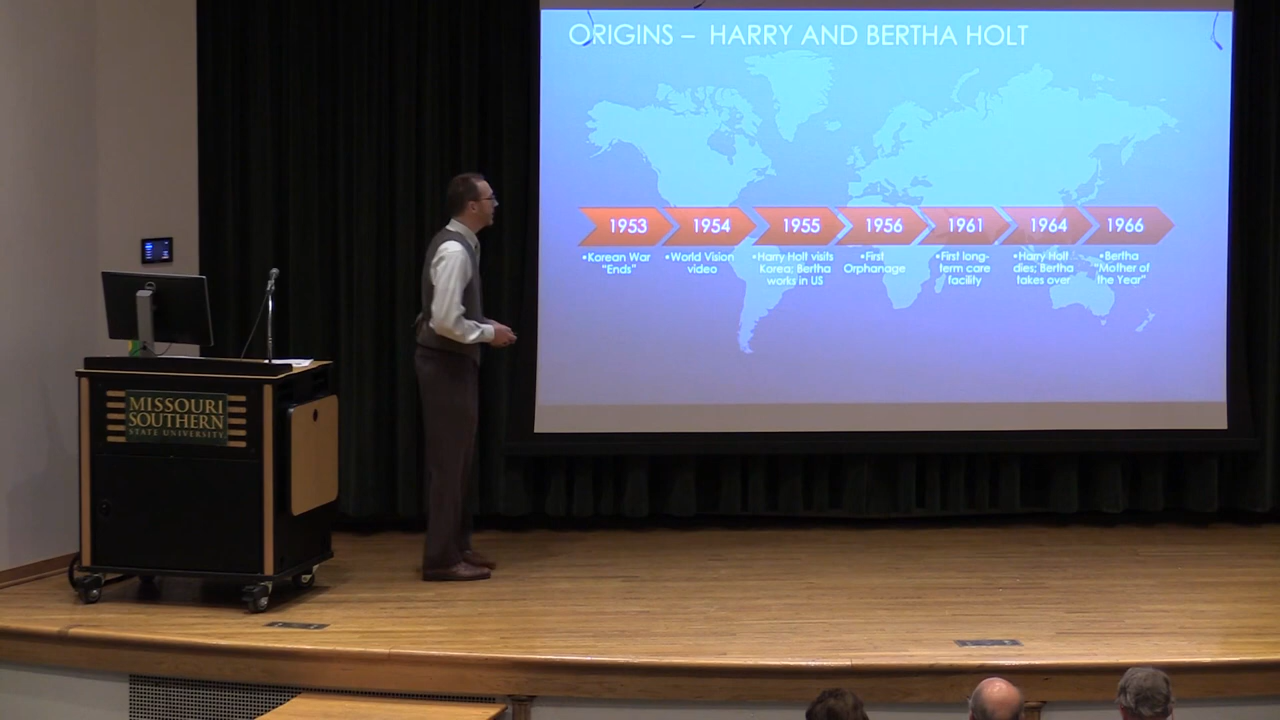 ORIGINS – HARRY AND BERTHA HOLT
1953
1954
1955
1956
1961
1964
1966
•Korean War
"Ends"
•World Vision
video
•Harry Holt visits
Korea; Bertha
works in US
•First
Orphanage
•First long-
term care
facility
•Harry Holt
dies; Bertha
takes over
•Bertha
"Mother of
the Year"
MISSOURI
SOUTHERN
STATE UNIVERSITY